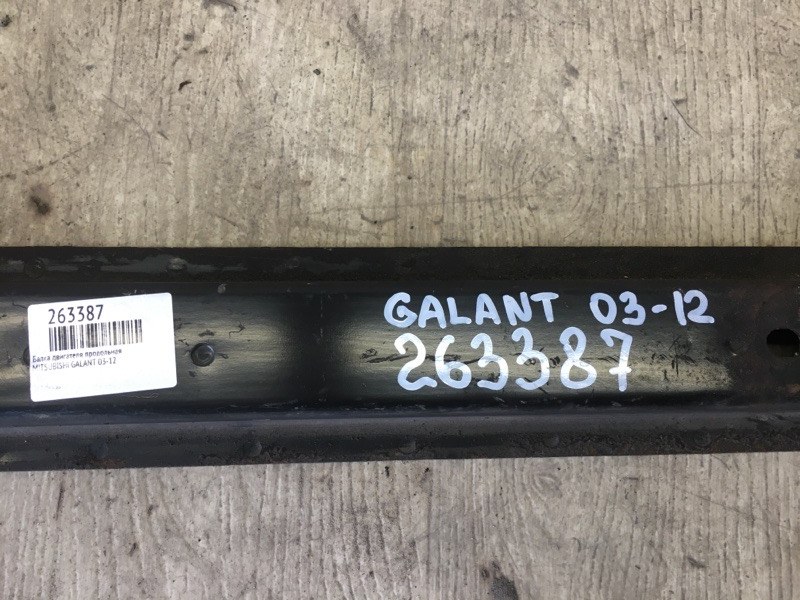 263387
Балка двигателя продольная
MITSUBISHI GALANT 03-12
GALANT 03-12
263387